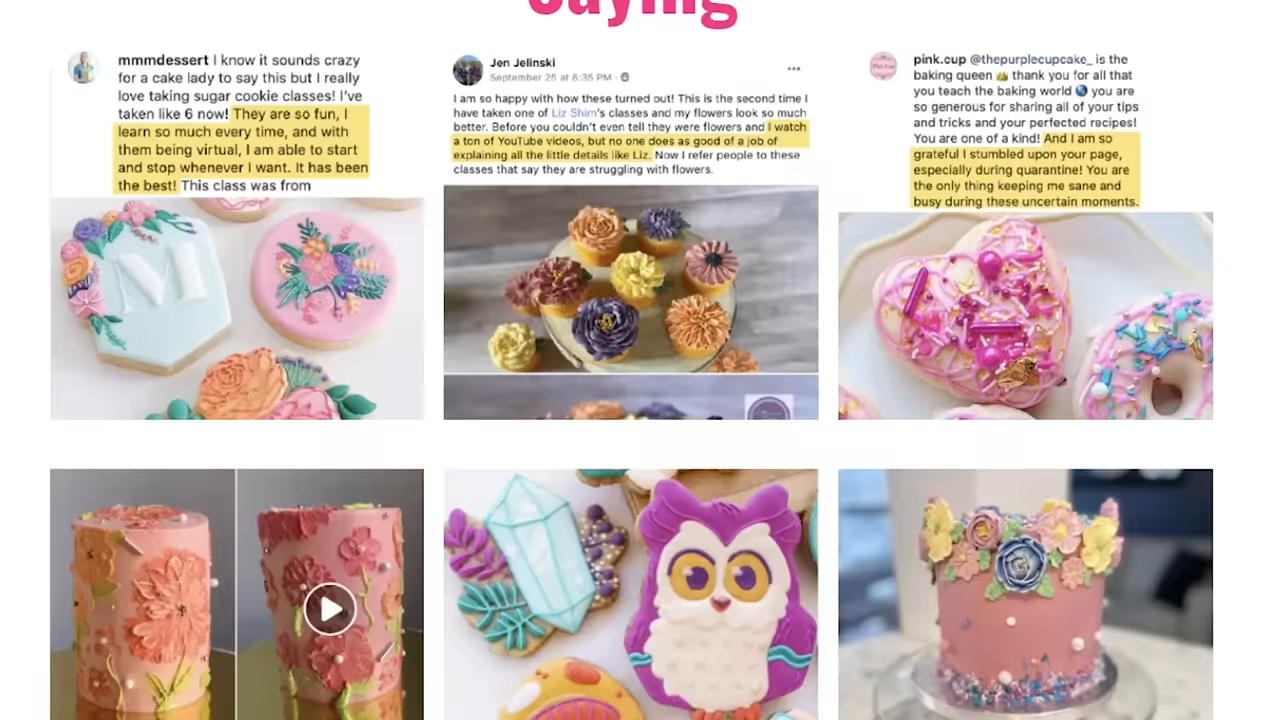 Saying
mmmdessert I know it sounds crazy
for a cake lady to say this but I really
love taking sugar cookie classes! I've
taken like 6 now! They are so fun, I
learn so much every time, and with
them being virtual, I am able to start
and stop whenever I want. It has been
the best! This class was from
Jen Jelinski
September 25 at 8:35 PM
I am so happy with how these turned out! This is the second time I
have taken one of Liz Shim's classes and my flowers look so much
better. Before you couldn't even tell they were flowers and I watch
a ton of YouTube videos, but no one does as good of a job of
explaining all the little details like Liz. Now I refer people to these
classes that say they are struggling with flowers.
pink.cup @thepurplecupcake_ is the
baking queen 👑 thank you for all that
you teach the baking world 🌎 you are
so generous for sharing all of your tips
and tricks and your perfected recipes!
You are one of a kind! And I am so
grateful I stumbled upon your page,
especially during quarantine! You are
the only thing keeping me sane and
busy during these uncertain moments.
M